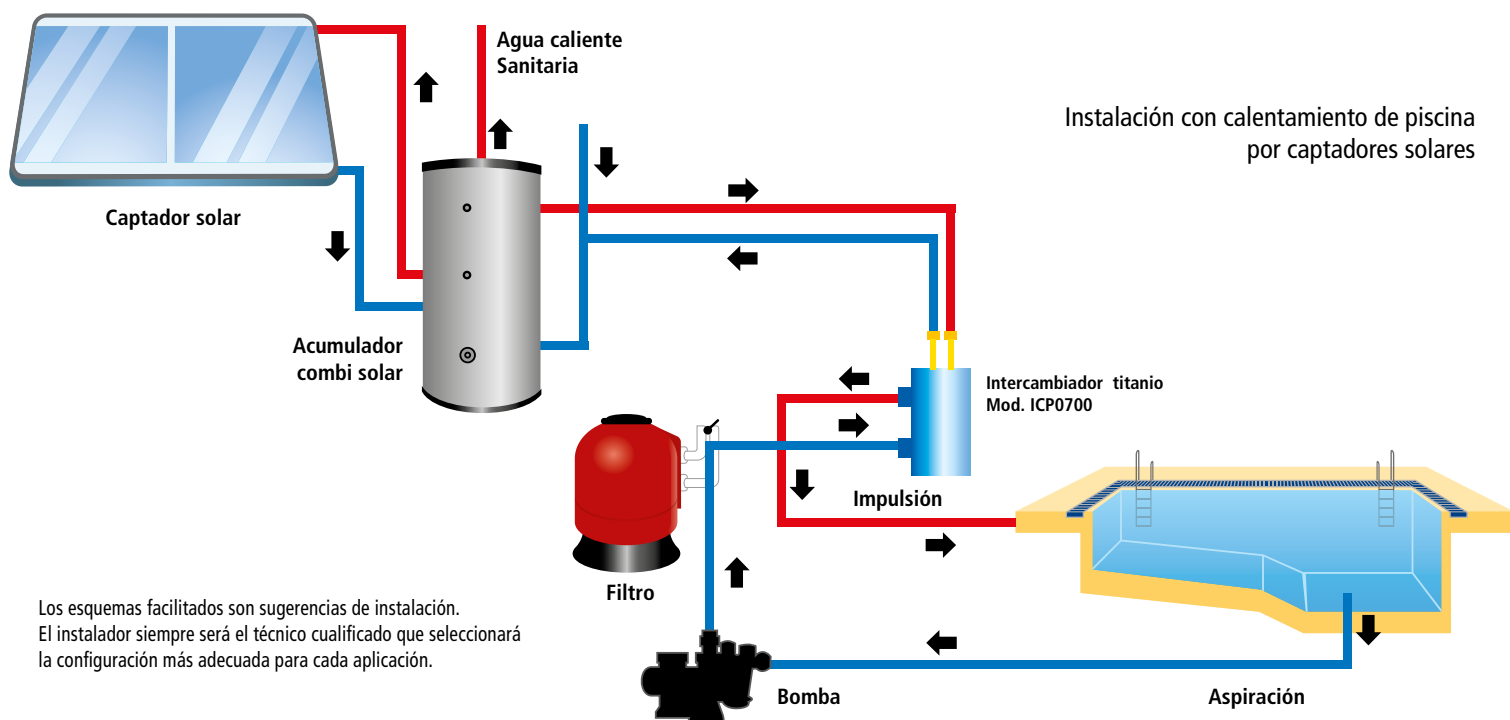 Agua caliente
Sanitaria
Instalación con calentamiento de piscina
por captadores solares
Captador solar
Acumulador
combi solar
Intercambiador titanio
Mod. ICP0700
Impulsión
Filtro
Los esquemas facilitados son sugerencias de instalación.
El instalador siempre será el técnico cualificado que seleccionará
la configuración más adecuada para cada aplicación.
Bomba
Aspiración